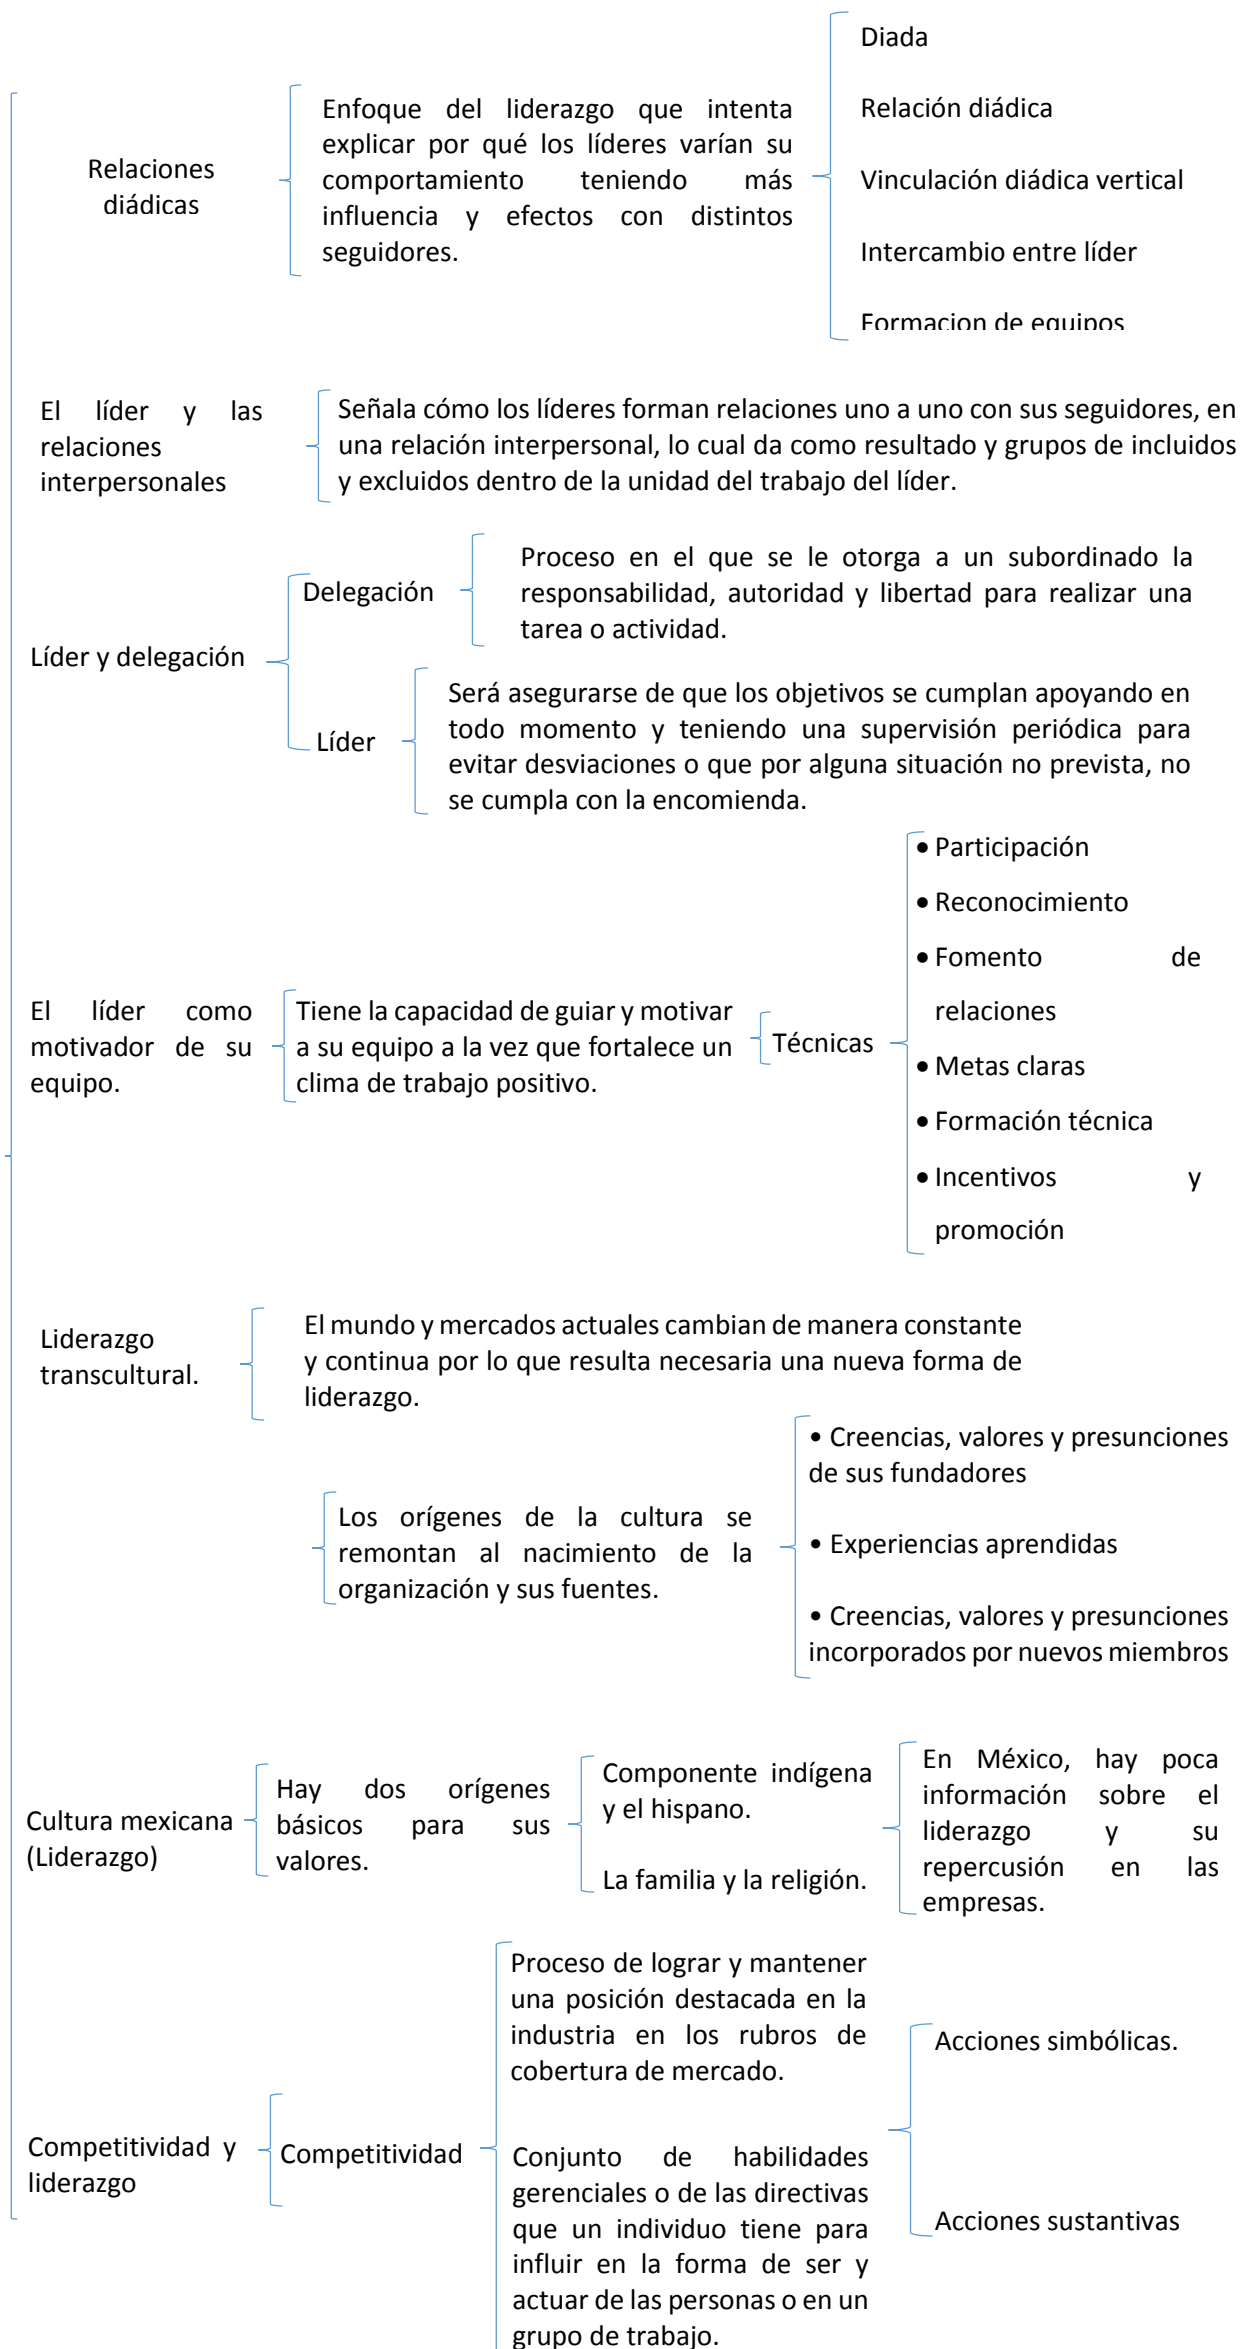 Relaciones
diádicas
Enfoque del liderazgo que intenta
explicar por qué los líderes varían su
comportamiento teniendo más
influencia y efectos con distintos
seguidores.
Diada
Relación diádica
Vinculación diádica vertical
Intercambio entre líder
Formacion de equipos
El líder y las
relaciones
interpersonales
Señala cómo los líderes forman relaciones uno a uno con sus seguidores, en
una relación interpersonal, lo cual da como resultado y grupos de incluidos
y excluidos dentro de la unidad del trabajo del líder.
Líder y delegación
Delegación
Proceso en el que se le otorga a un subordinado la
responsabilidad, autoridad y libertad para realizar una
tarea o actividad.
Líder
Será asegurarse de que los objetivos se cumplan apoyando en
todo momento y teniendo una supervisión periódica para
evitar desviaciones o que por alguna situación no prevista, no
se cumpla con la encomienda.
El líder como
motivador de su
equipo.
Tiene la capacidad de guiar y motivar
a su equipo a la vez que fortalece un
clima de trabajo positivo.
Técnicas
• Participación
• Reconocimiento
• Fomento de
relaciones
• Metas claras
• Formación técnica
• Incentivos y
promoción
Liderazgo
transcultural.
El mundo y mercados actuales cambian de manera constante
y continua por lo que resulta necesaria una nueva forma de
liderazgo.
Los orígenes de la cultura se
remontan al nacimiento de la
organización y sus fuentes.
• Creencias, valores y presunciones
de sus fundadores
• Experiencias aprendidas
• Creencias, valores y presunciones
incorporados por nuevos miembros
Cultura mexicana
(Liderazgo)
Hay dos orígenes
básicos para sus
valores.
Componente indígena
y el hispano.
La familia y la religión.
En México, hay poca
información sobre el
liderazgo y su
repercusión en las
empresas.
Competitividad y
liderazgo
Competitividad
Proceso de lograr y mantener
una posición destacada en la
industria en los rubros de
cobertura de mercado.
Conjunto de habilidades
gerenciales o de las directivas
que un individuo tiene para
influir en la forma de ser y
actuar de las personas o en un
grupo de trabajo.
Acciones simbólicas.
Acciones sustantivas